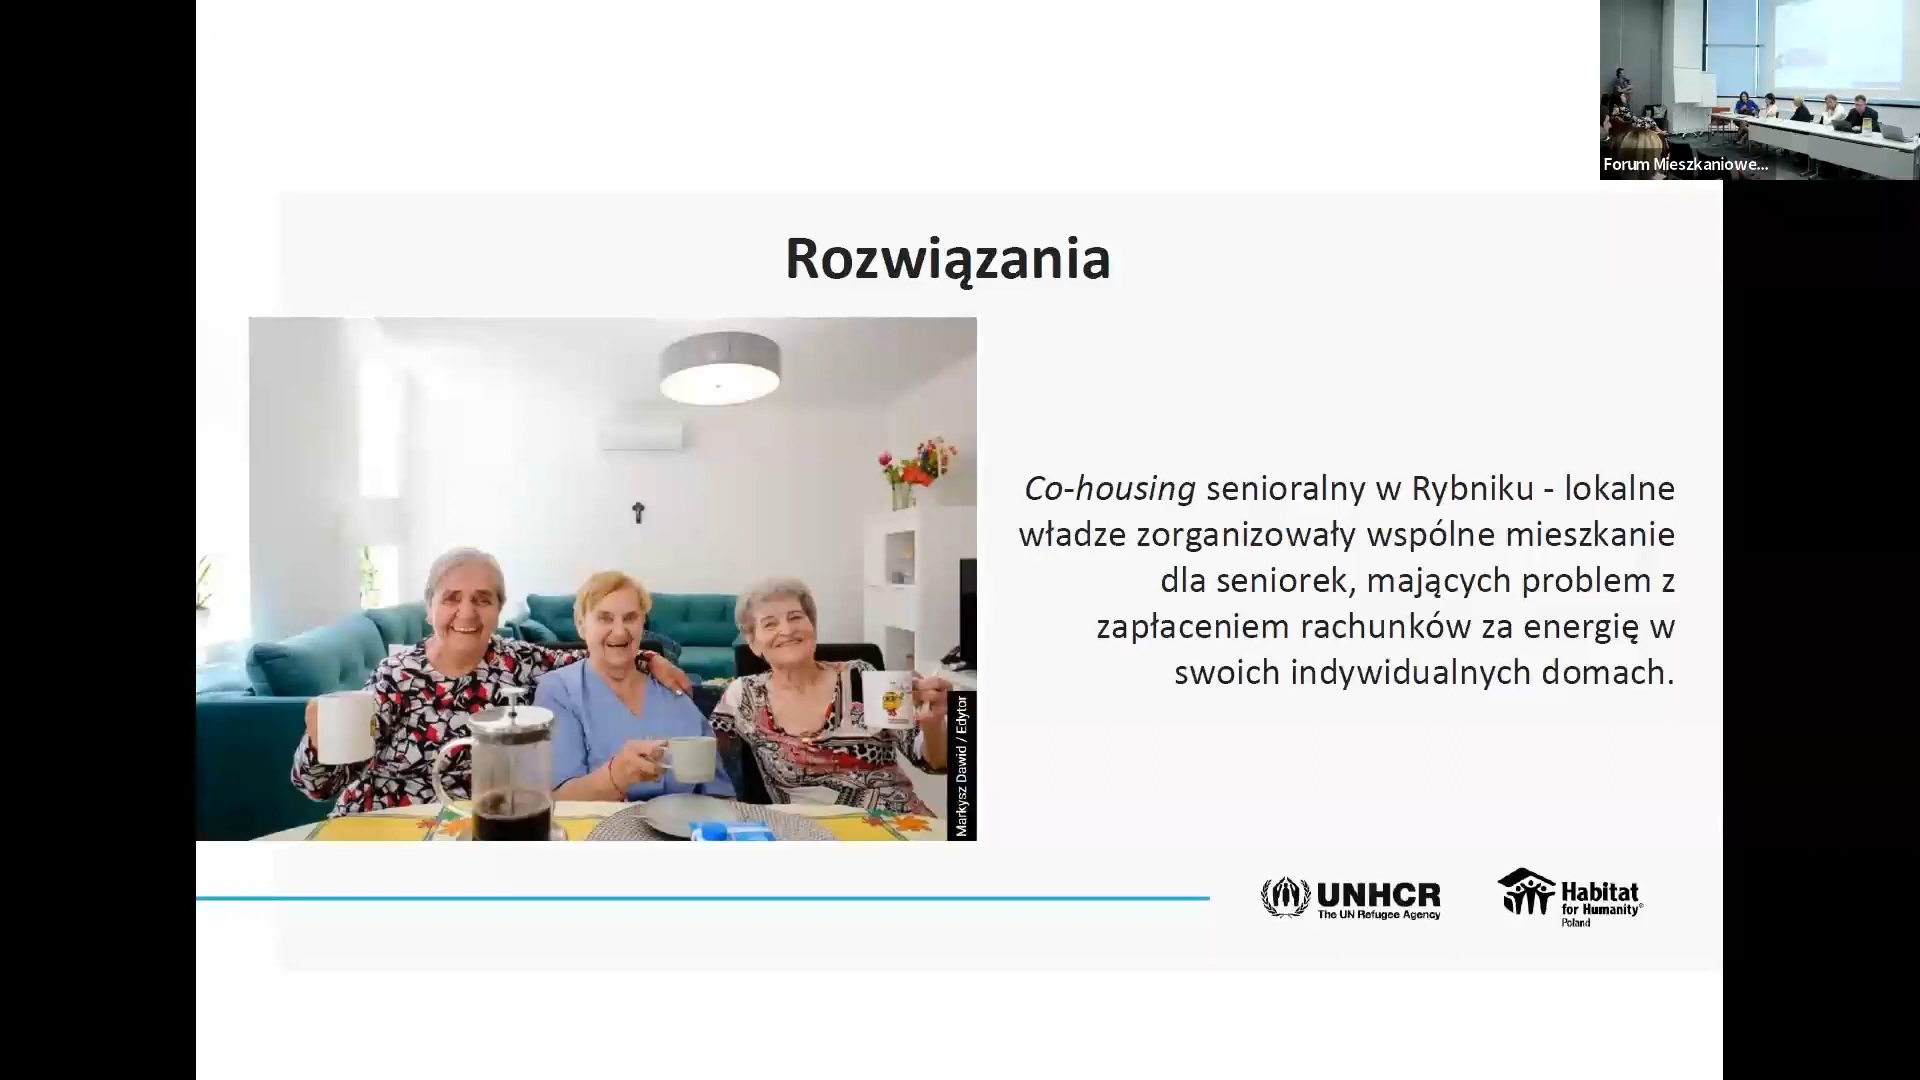 Forum Mieszkaniowe...
Rozwiązania
Co-housing senioralny w Rybniku - lokalne
władze zorganizowały wspólne mieszkanie
dla seniorek, mających problem z
zapłaceniem rachunków za energię w
swoich indywidualnych domach.
Markysz Dawid / Edytor
UNHCR
The UN Refugee Agency
Habitat
for Humanity®
Poland